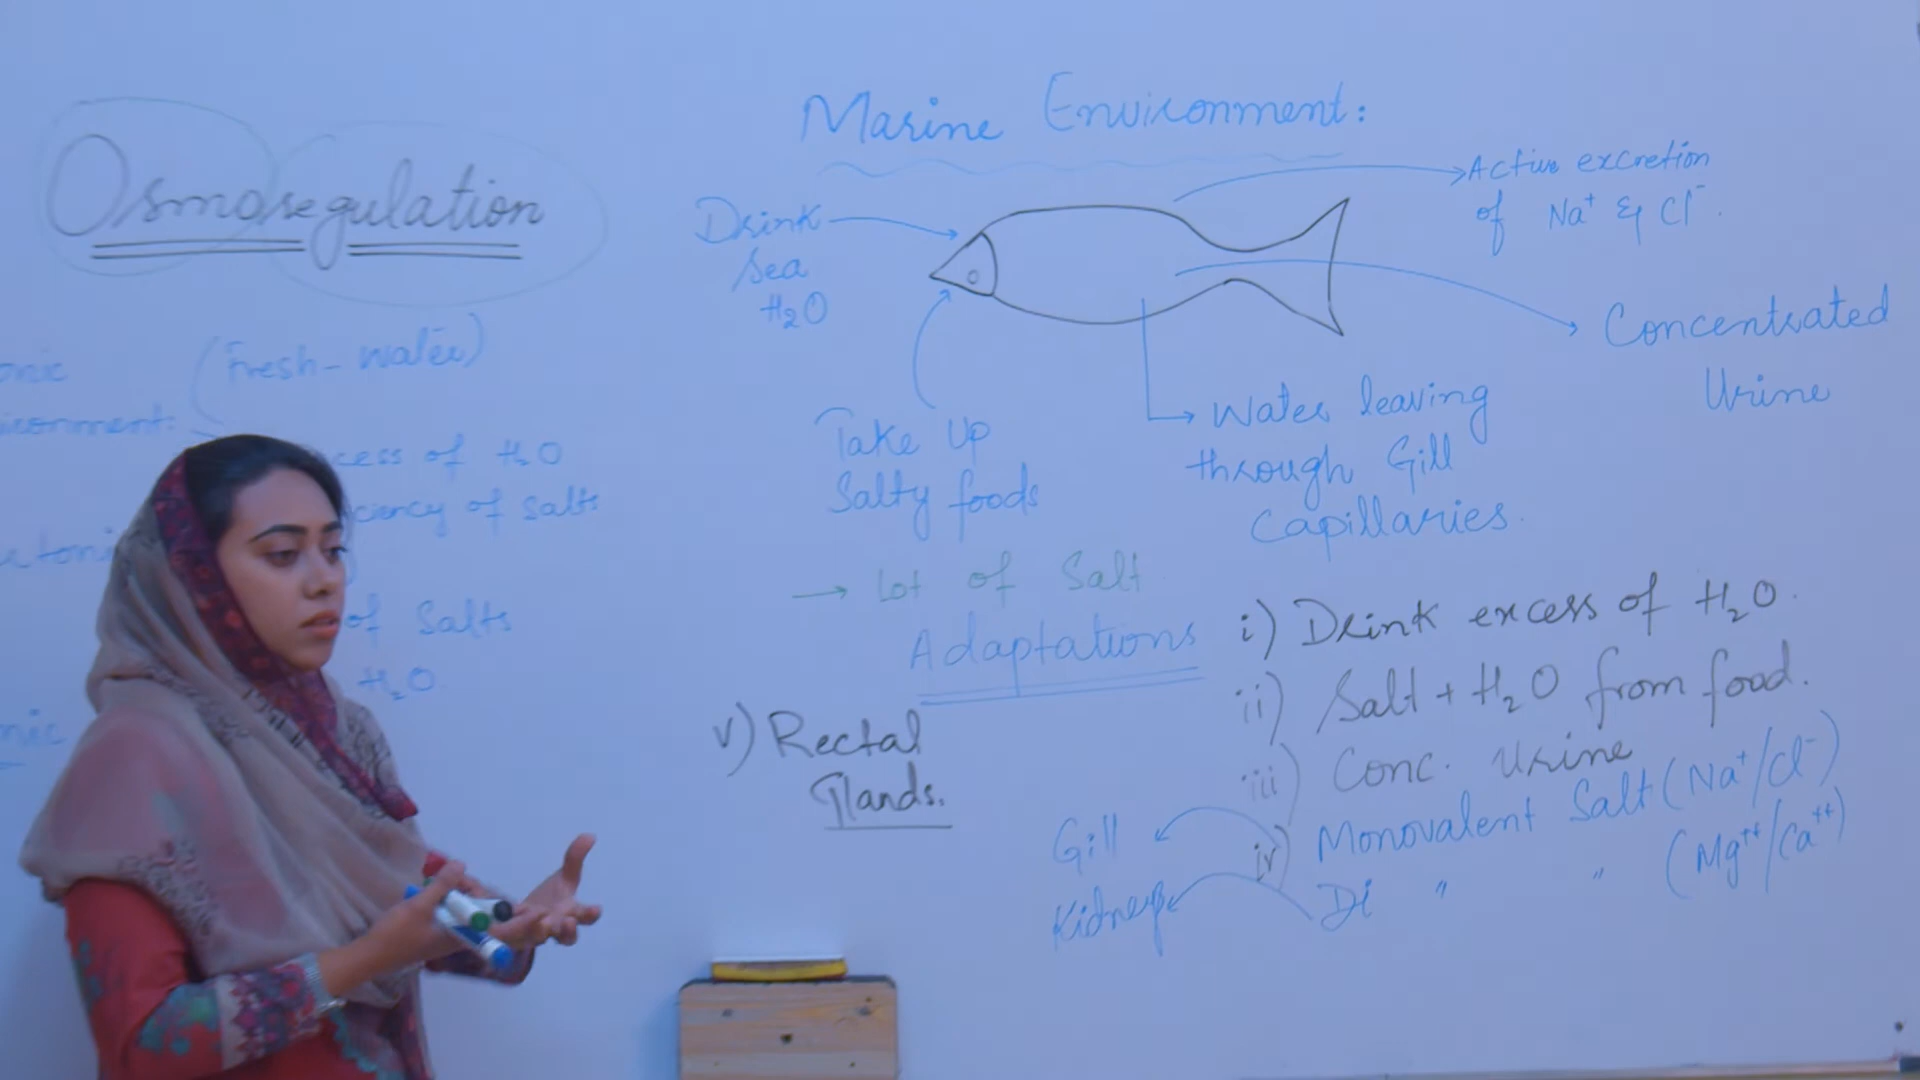 Osmoregulation
(Fresh-water)
onic
ironment:
cess of H2O
ciency of Salts
of Salts
H2O
nic
Marine Environment:
Drink
Sea
H2O
Active excretion
of Na⁺ & Cl⁻.
Concentrated
Urine
Take Up
Salty foods
Water leaving
through Gill
Capillaries.
→ Lot of Salt
Adaptations
i) Drink excess of H2O.
ii) Salt + H2O from food.
iii) Conc. Urine
iv) Monovalent Salt (Na⁺/Cl⁻)
Di " " (Mg⁺⁺/Ca⁺⁺)
Gill
Kidney
v) Rectal
Glands.